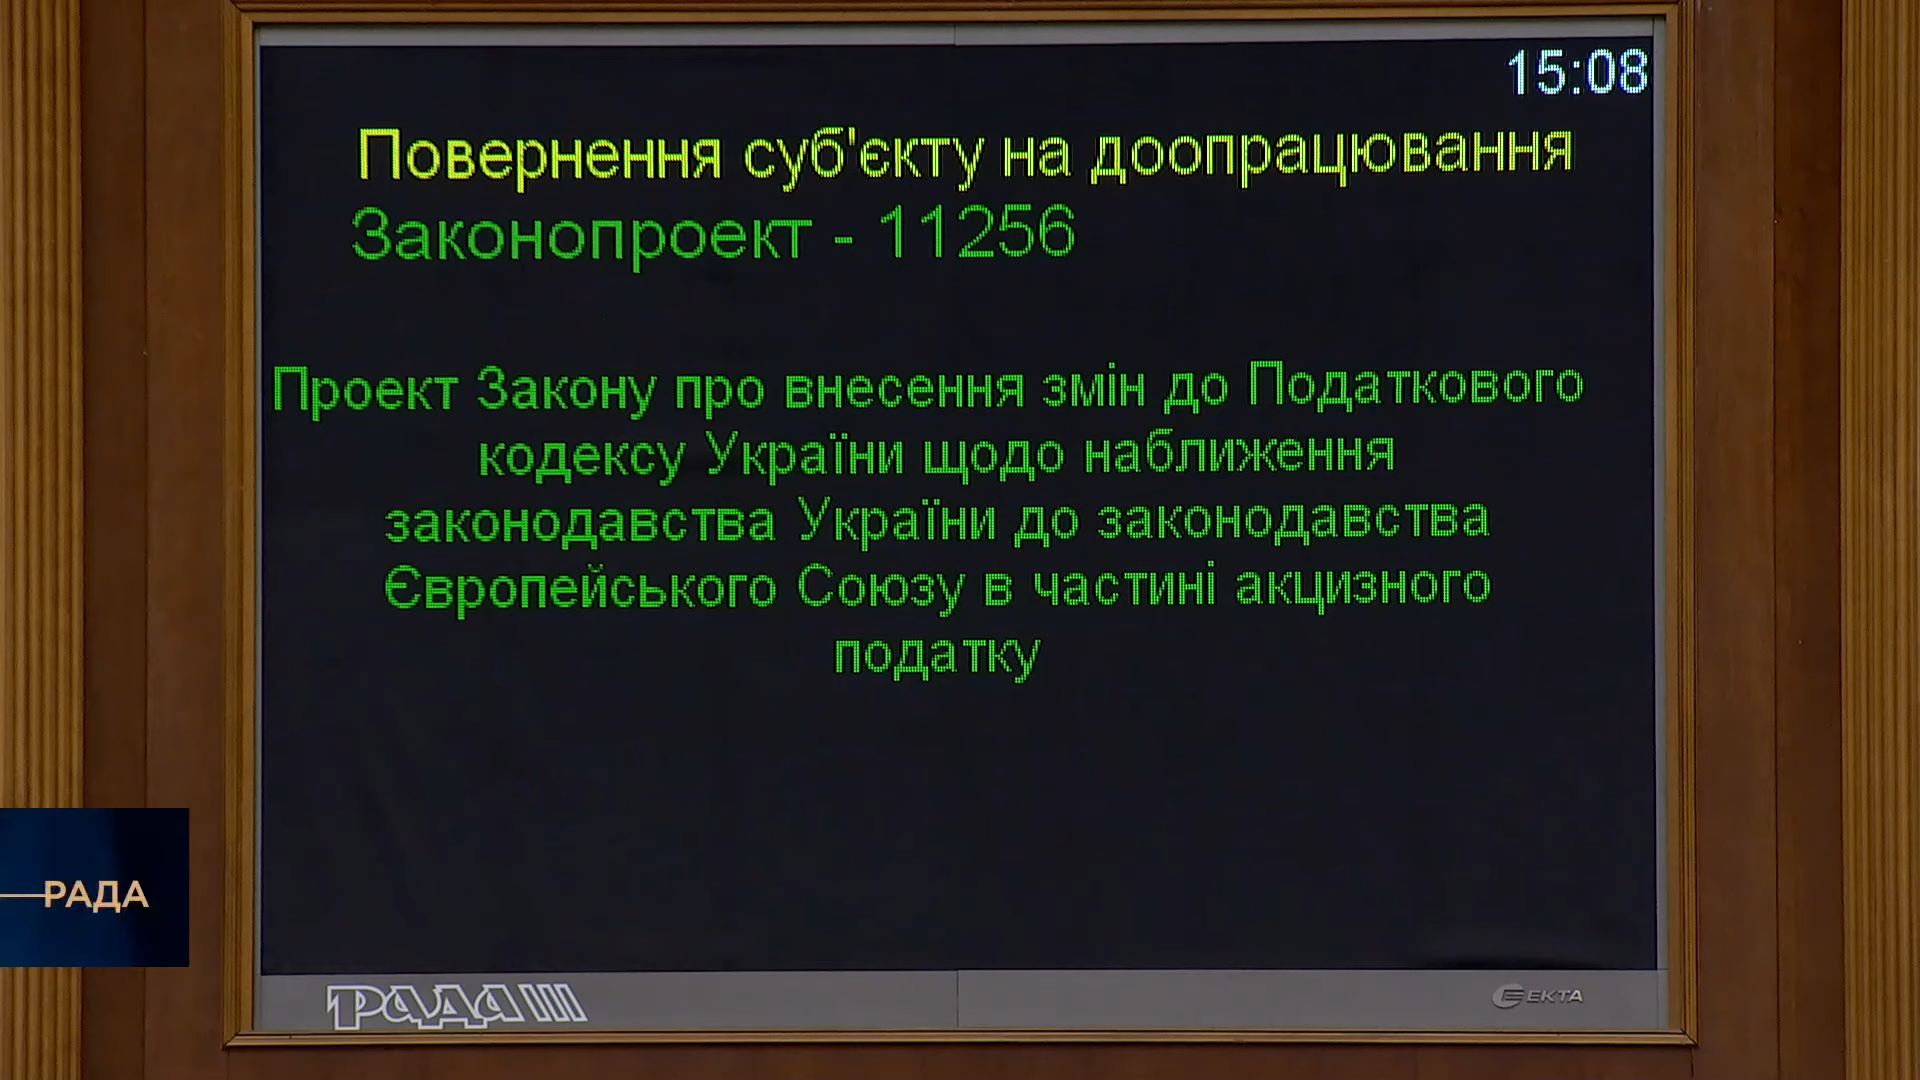 15:08
Повернення суб'єкту на доопрацювання
Законопроект - 11256
Проект Закону про внесення змін до Податкового
кодексу України щодо наближення
законодавства України до законодавства
Європейського Союзу в частині акцизного
податку
РАДА
РАДА III
ЕКТА